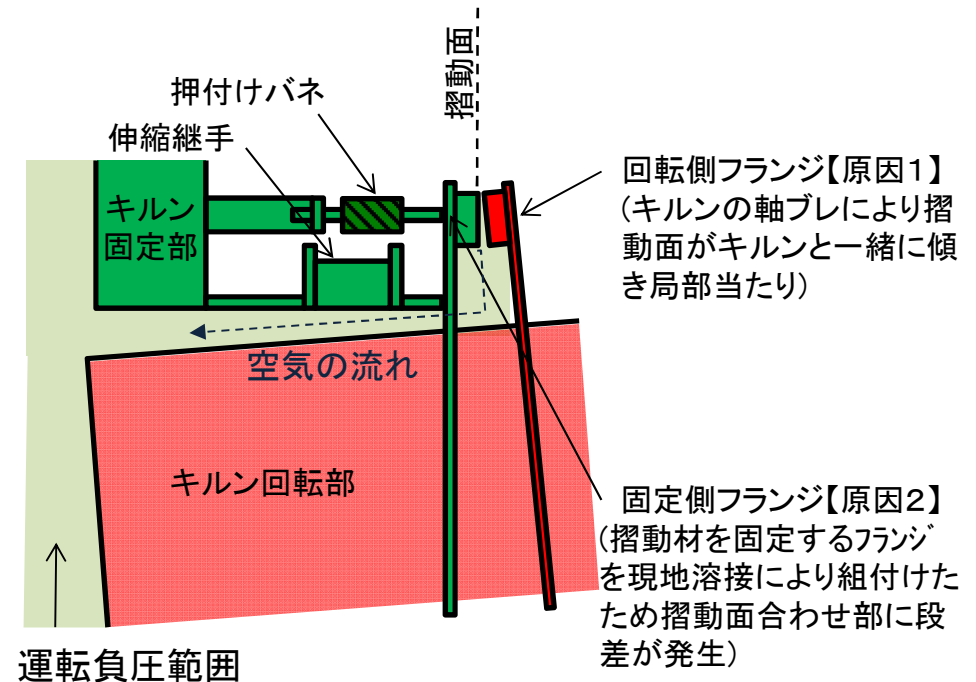 摺動面
押付けバネ
伸縮継手
キルン
固定部
回転側フランジ【原因1】
(キルンの軸ブレにより摺
動面がキルンと一緒に傾
き局部当たり)
空気の流れ
キルン回転部
固定側フランジ【原因2】
(摺動材を固定するフランジ
を現地溶接により組付けた
ため摺動面合わせ部に段
差が発生)
運転負圧範囲